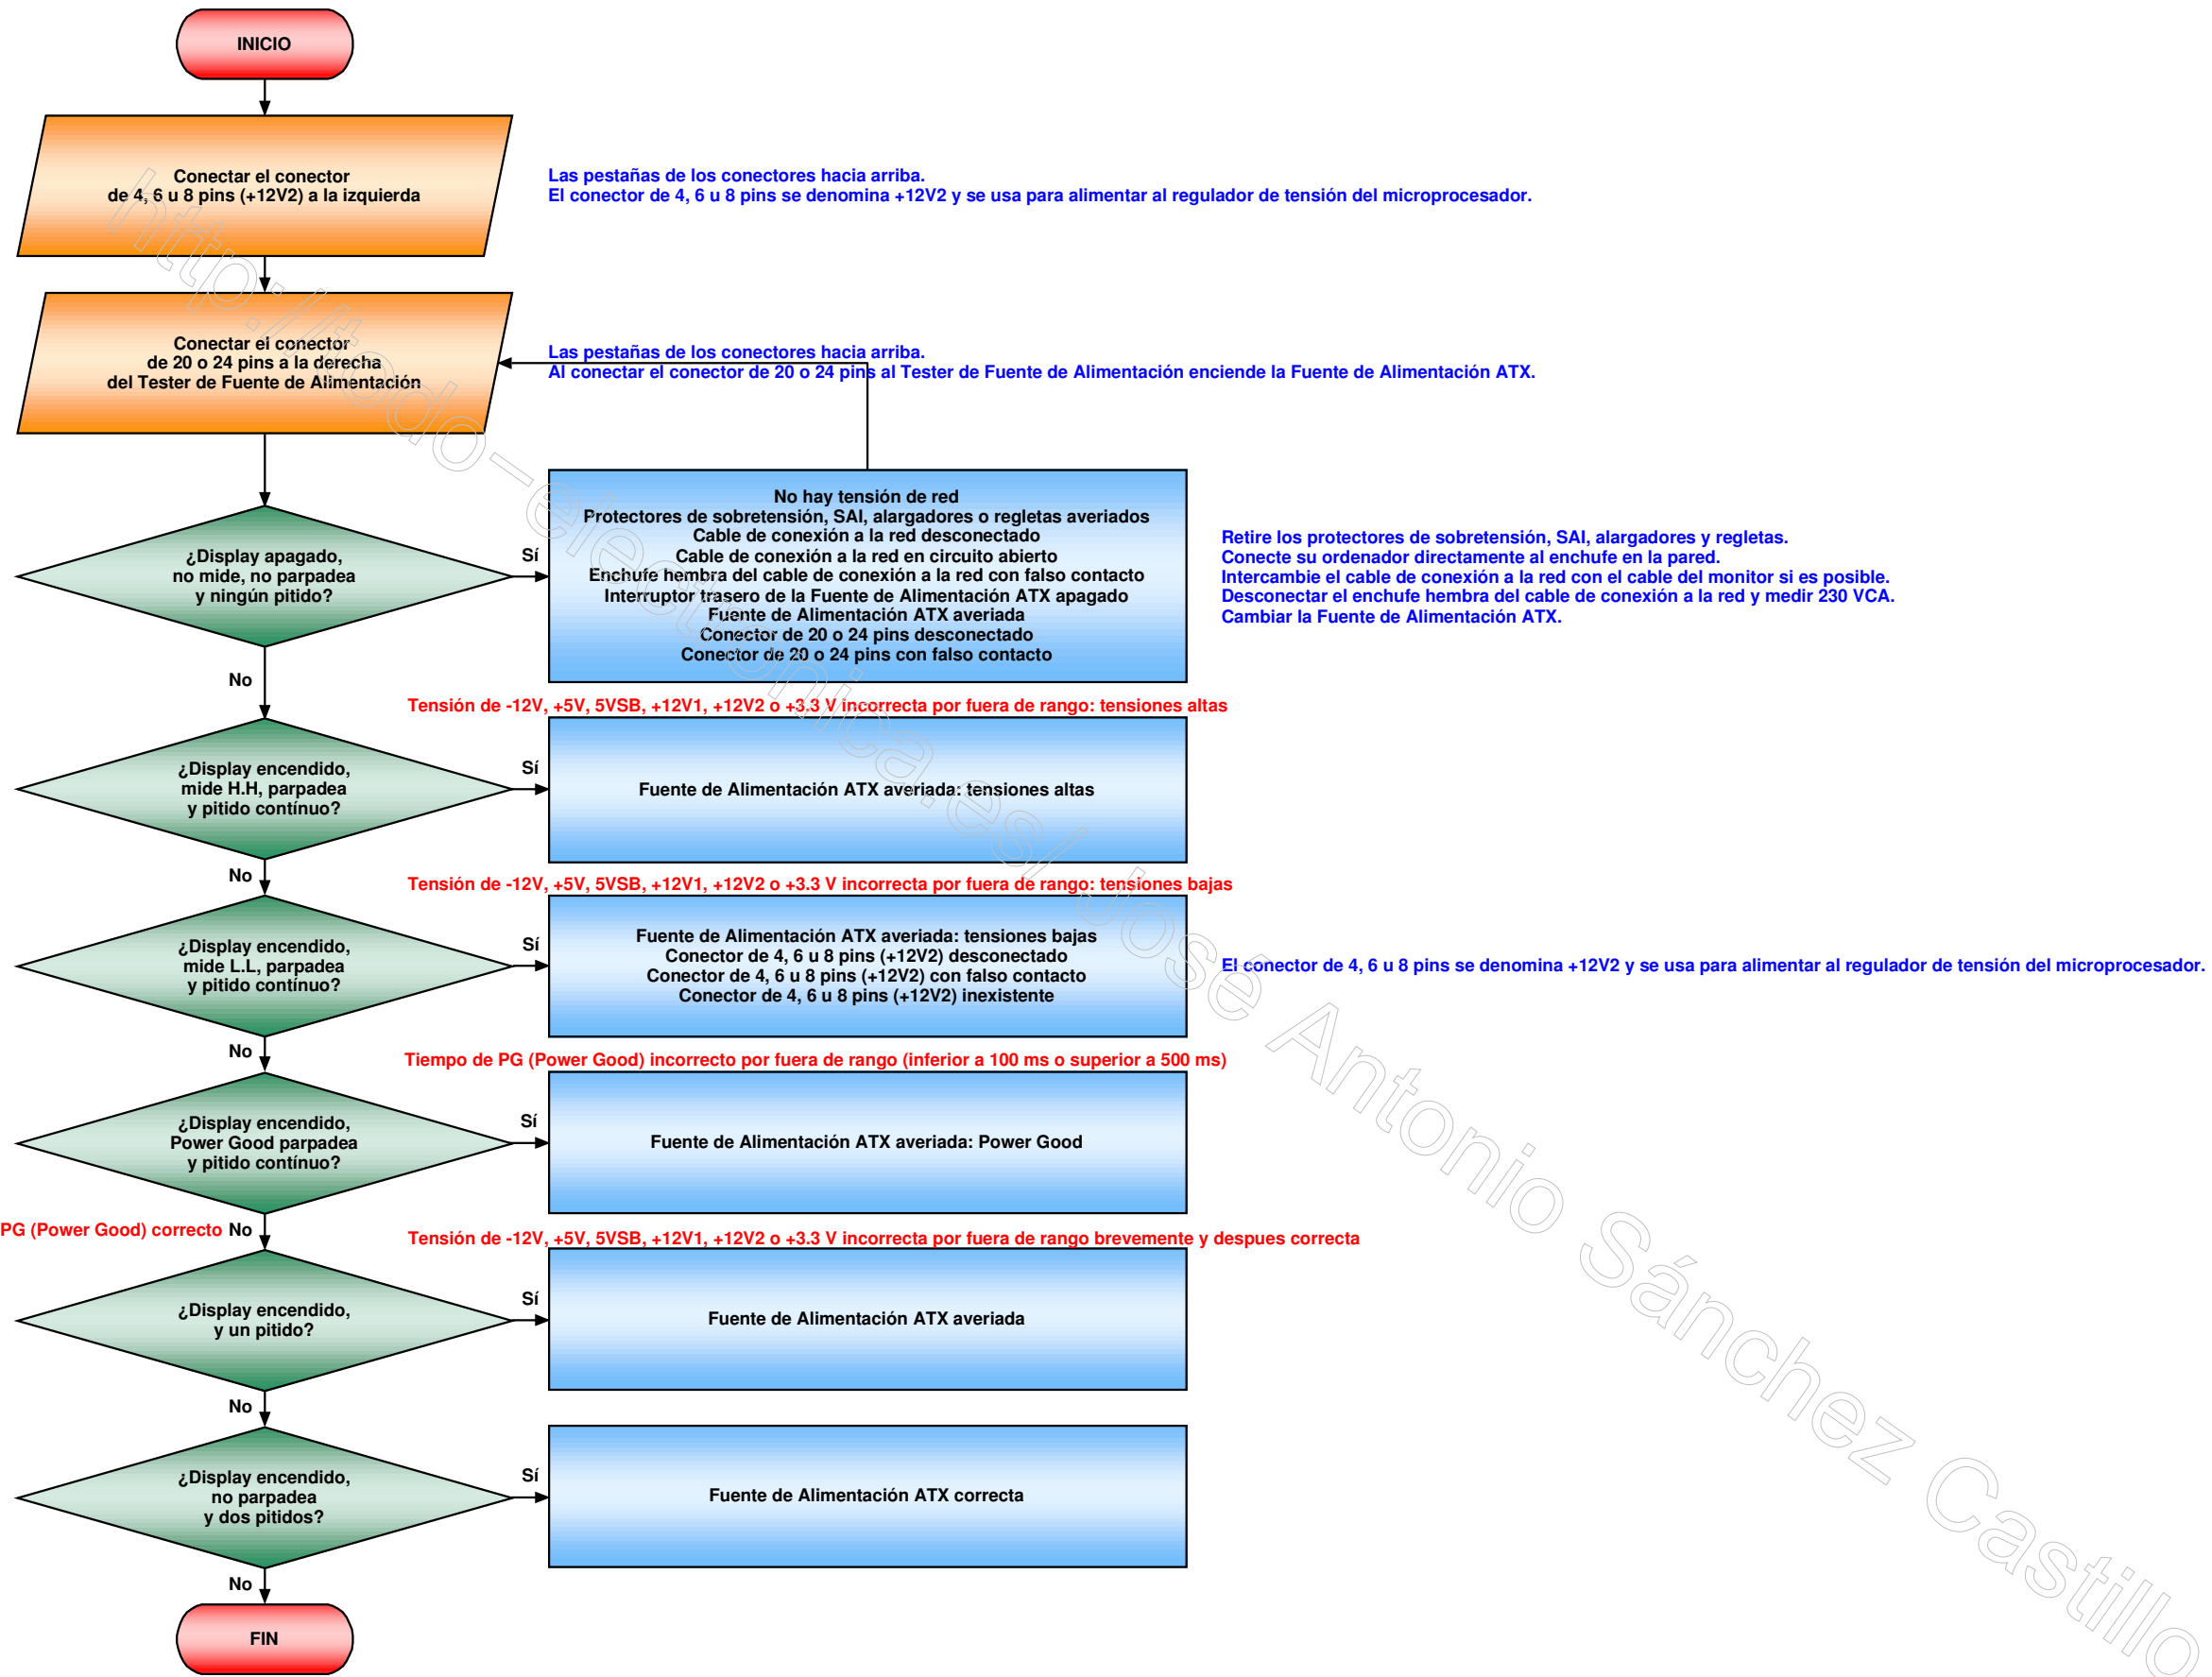 INICIO
Conectar el conector
de 4, 6 u 8 pins (+12V2) a la izquierda
Las pestañas de los conectores hacia arriba.
El conector de 4, 6 u 8 pins se denomina +12V2 y se usa para alimentar al regulador de tensión del microprocesador.
Conectar el conector
de 20 o 24 pins a la derecha
del Tester de Fuente de Alimentación
Las pestañas de los conectores hacia arriba.
Al conectar el conector de 20 o 24 pins al Tester de Fuente de Alimentación enciende la Fuente de Alimentación ATX.
¿Display apagado,
no mide, no parpadea
y ningún pitido?
Sí
No hay tensión de red
Protectores de sobretensión, SAI, alargadores o regletas averiados
Cable de conexión a la red desconectado
Cable de conexión a la red en circuito abierto
Enchufe hembra del cable de conexión a la red con falso contacto
Interruptor trasero de la Fuente de Alimentación ATX apagado
Fuente de Alimentación ATX averiada
Conector de 20 o 24 pins desconectado
Conector de 20 o 24 pins con falso contacto
Retire los protectores de sobretensión, SAI, alargadores y regletas.
Conecte su ordenador directamente al enchufe en la pared.
Intercambie el cable de conexión a la red con el cable del monitor si es posible.
Desconectar el enchufe hembra del cable de conexión a la red y medir 230 VCA.
Cambiar la Fuente de Alimentación ATX.
No
Tensión de -12V, +5V, 5VSB, +12V1, +12V2 o +3.3 V incorrecta por fuera de rango: tensiones altas
¿Display encendido,
mide H.H, parpadea
y pitido contínuo?
Sí
Fuente de Alimentación ATX averiada: tensiones altas
No
Tensión de -12V, +5V, 5VSB, +12V1, +12V2 o +3.3 V incorrecta por fuera de rango: tensiones bajas
¿Display encendido,
mide L.L, parpadea
y pitido contínuo?
Sí
Fuente de Alimentación ATX averiada: tensiones bajas
Conector de 4, 6 u 8 pins (+12V2) desconectado
Conector de 4, 6 u 8 pins (+12V2) con falso contacto
Conector de 4, 6 u 8 pins (+12V2) inexistente
El conector de 4, 6 u 8 pins se denomina +12V2 y se usa para alimentar al regulador de tensión del microprocesador.
No
Tiempo de PG (Power Good) incorrecto por fuera de rango (inferior a 100 ms o superior a 500 ms)
¿Display encendido,
Power Good parpadea
y pitido contínuo?
Sí
Fuente de Alimentación ATX averiada: Power Good
PG (Power Good) correcto
No
Tensión de -12V, +5V, 5VSB, +12V1, +12V2 o +3.3 V incorrecta por fuera de rango brevemente y despues correcta
¿Display encendido,
y un pitido?
Sí
Fuente de Alimentación ATX averiada
No
¿Display encendido,
no parpadea
y dos pitidos?
Sí
Fuente de Alimentación ATX correcta
No
FIN
http://todo-electronica.es/ José Antonio Sánchez Castillo